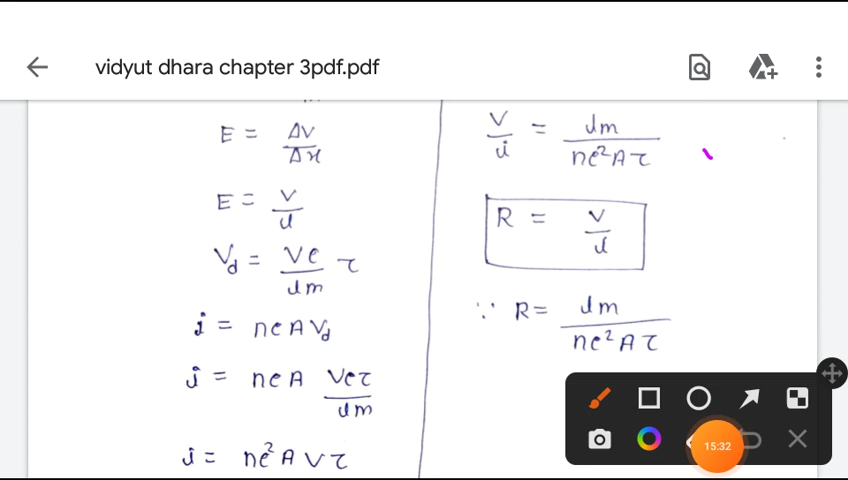 vidyut dhara chapter 3pdf.pdf
E = ΔV/Δx
E = V/l
Vd = Ve/lm τ
i = neAVd
i = neA Veτ/lm
i = ne²AVτ
V/i = lm/ne²Aτ
R = V/i
∵ R = lm/ne²Aτ
15:32